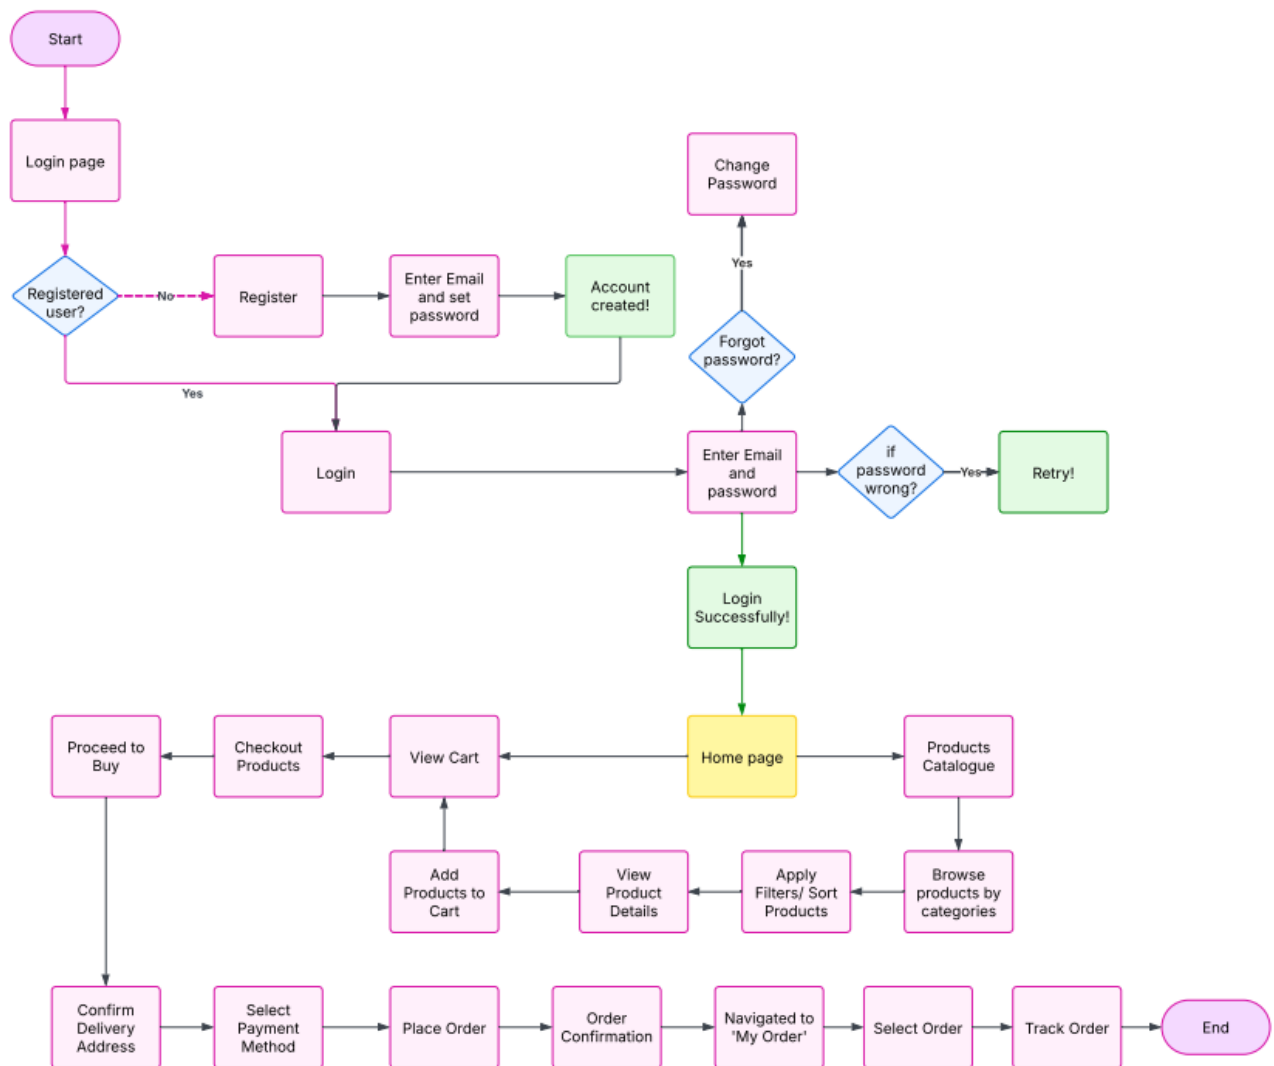 Start
Login page
Change
Password
Yes
Registered
user?
No
Register
Enter Email
and set
password
Account
created!
Forgot
password?
Yes
Login
Enter Email
and
password
if
password
wrong?
Yes
Retry!
Login
Successfully!
Proceed to
Buy
Checkout
Products
View Cart
Home page
Products
Catalogue
Add
Products to
Cart
View
Product
Details
Apply
Filters/ Sort
Products
Browse
products by
categories
Confirm
Delivery
Address
Select
Payment
Method
Place Order
Order
Confirmation
Navigated to
'My Order'
Select Order
Track Order
End